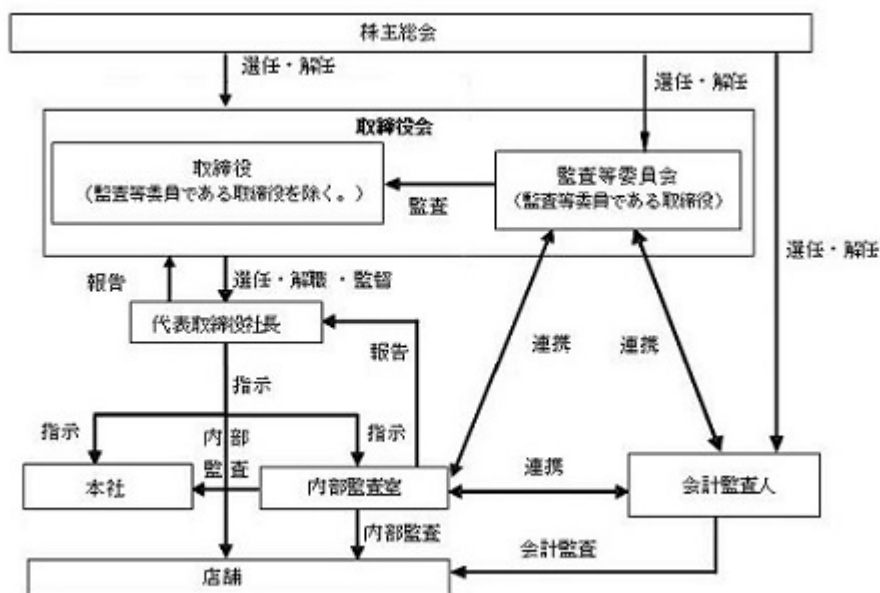 株主総会
選任・解任
選任・解任
取締役会
取締役
(監査等委員である取締役を除く。)
監査
監査等委員会
(監査等委員である取締役)
選任・解任
報告
選任・解職・監督
代表取締役社長
報告
連携
連携
指示
指示
内部
監査
指示
本社
内部監査室
連携
会計監査人
内部監査
会計監査
店舗